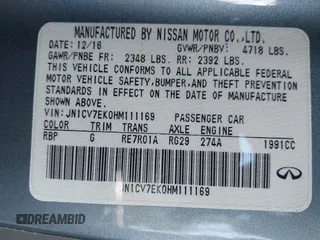 MANUFACTURED BY NISSAN MOTOR CO.,LTD.
DATE: 12/16 GVWR/PNBV: 4718 LBS.
GAWR/PNBE FR: 2348 LBS. RR: 2392 LBS.
THIS VEHICLE CONFORMS TO ALL APPLICABLE FEDERAL
MOTOR VEHICLE SAFETY,BUMPER,AND THEFT PREVENTION
STANDARDS IN EFFECT ON THE DATE OF MANUFACTURE
SHOWN ABOVE.
VIN: JN1CV7EK0HM111169 PASSENGER CAR
COLOR TRIM TRANS AXLE ENGINE
RBP G RE7R01A RG29 274A 1991CC
JN1CV7EK0HM111169
INFINITI
DREAMBID